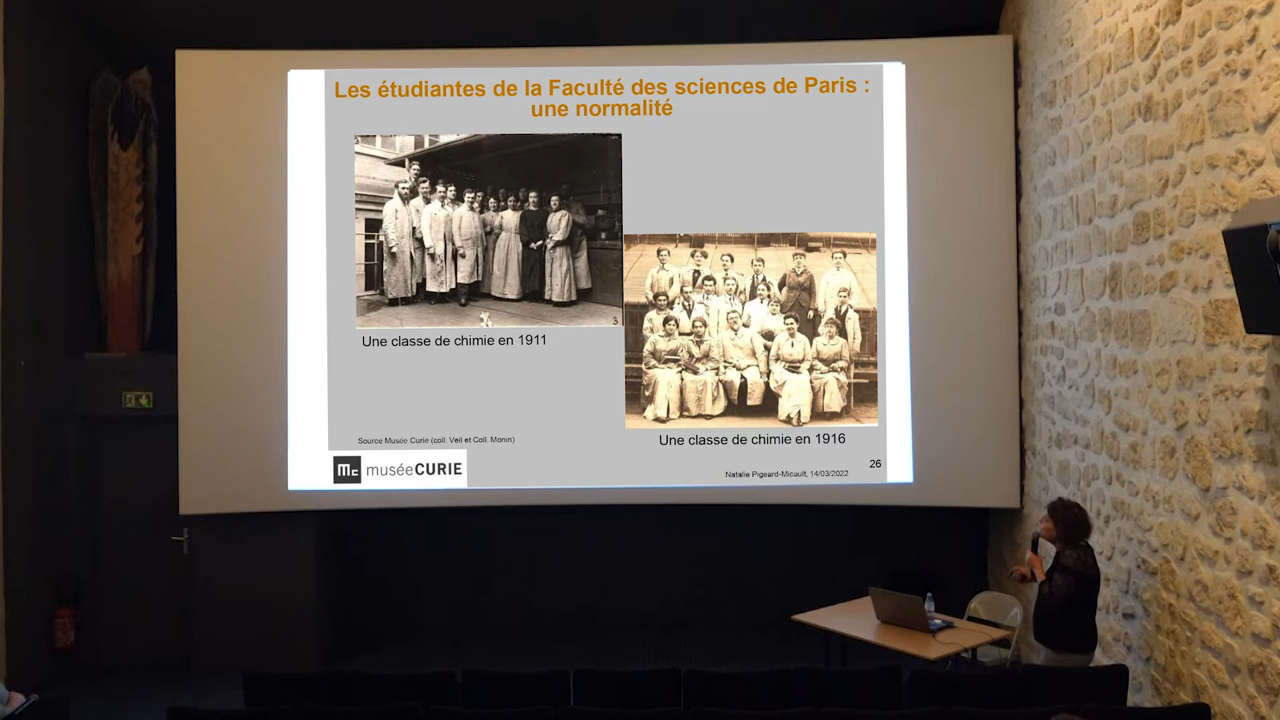 Les étudiantes de la Faculté des sciences de Paris :
une normalité
3
Une classe de chimie en 1911
Une classe de chimie en 1916
Source Musée Curie (coll. Veil et Coll. Monin)
Mc muséeCURIE
26
Natalie Pigeard-Micault, 14/03/2022